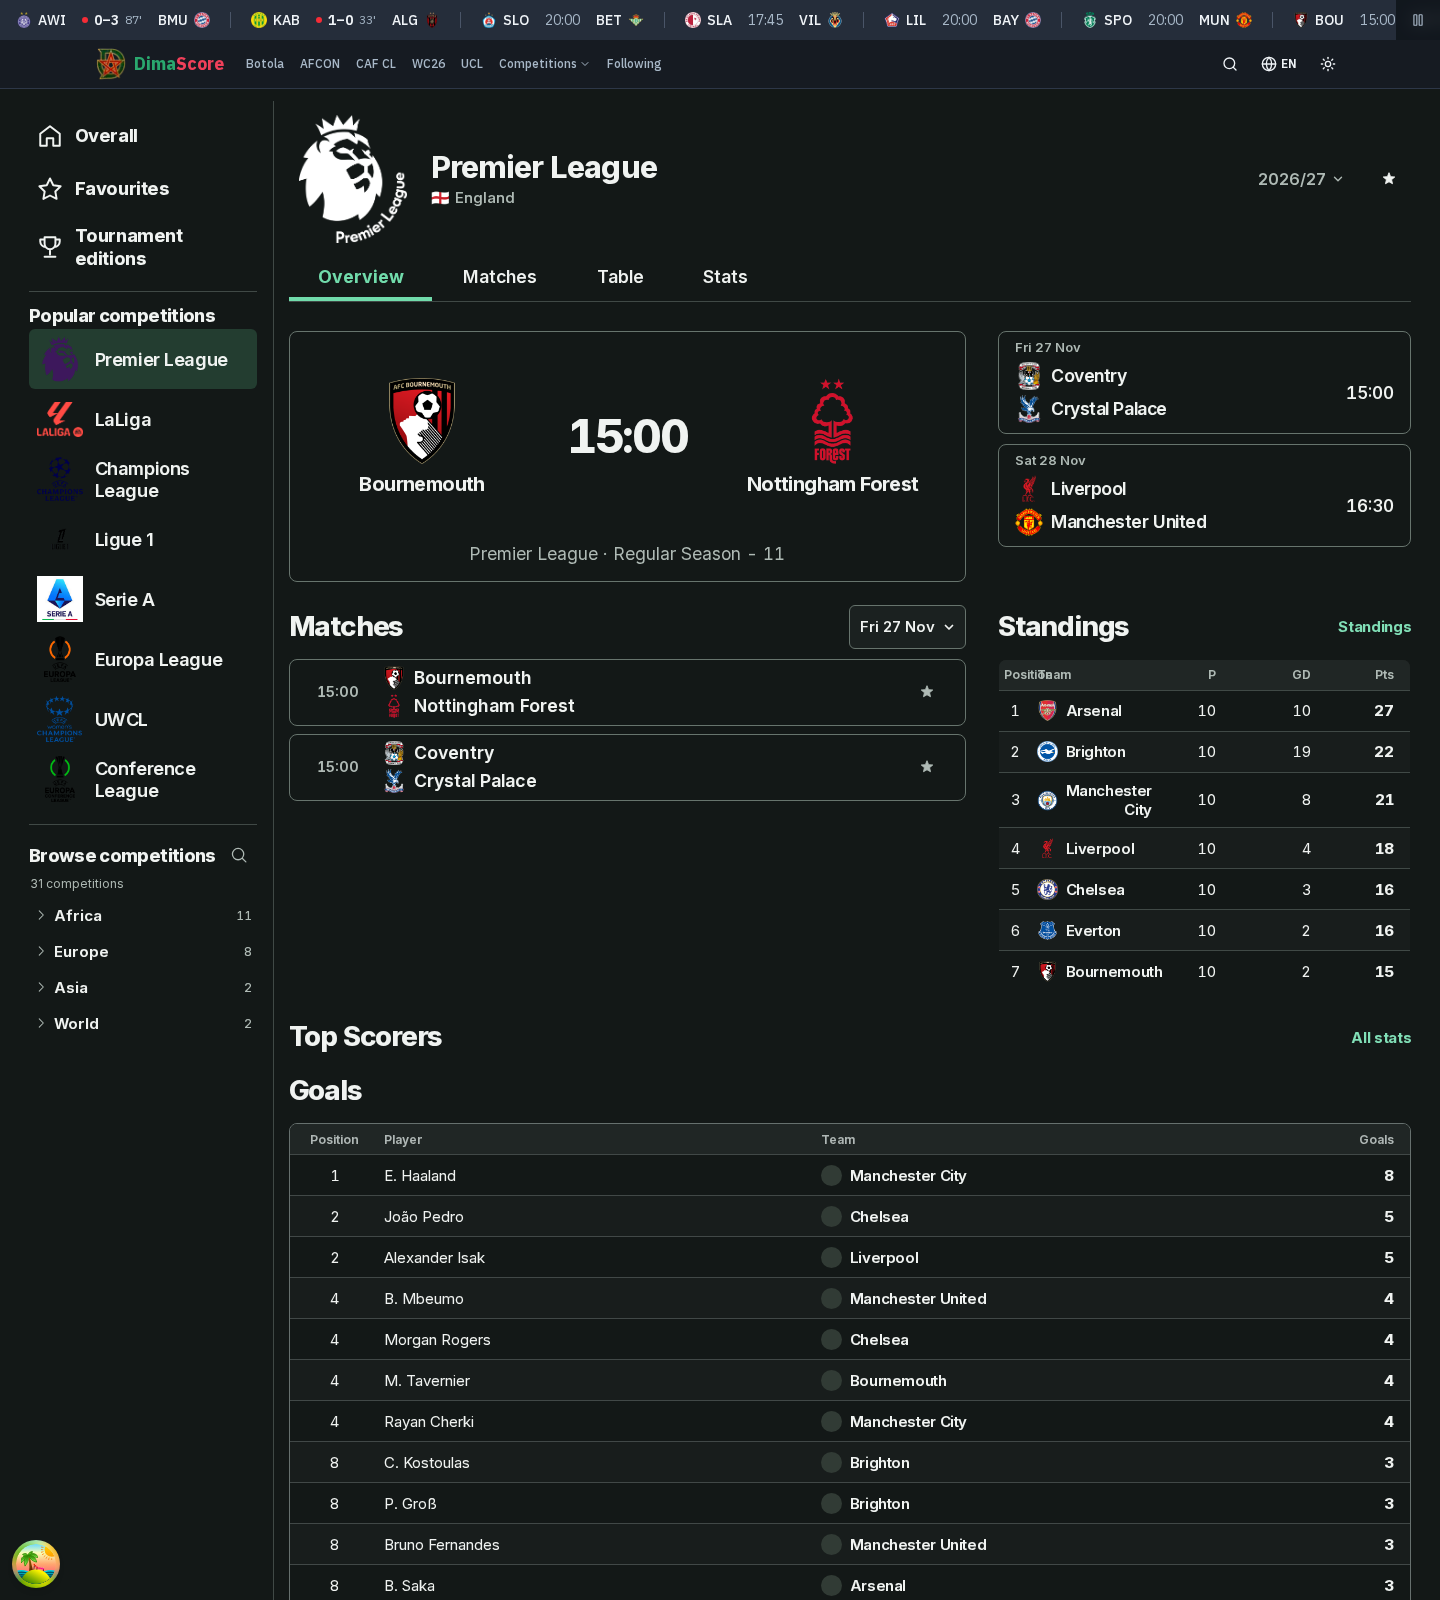 AWI 0–3 87' BMU KAB 1–0 33' ALG SLO 20:00 BET SLA 17:45 VIL LIL 20:00 BAY SPO 20:00 MUN BOU 15:00
DimaScore Botola AFCON CAF CL WC26 UCL Competitions Following EN
Overall
Favourites
Tournament
editions
Popular competitions
Premier League
LaLiga
Champions
League
Ligue 1
Serie A
Europa League
UWCL
Conference
League
Browse competitions
31 competitions
Africa 11
Europe 8
Asia 2
World 2
Premier League
Premier League
England
2026/27
Overview Matches Table Stats
15:00
Bournemouth Nottingham Forest
Premier League · Regular Season - 11
Fri 27 Nov
Coventry
Crystal Palace
15:00
Sat 28 Nov
Liverpool
Manchester United
16:30
Matches Fri 27 Nov
15:00 Bournemouth
Nottingham Forest
15:00 Coventry
Crystal Palace
Standings Standings
Position Team P GD Pts
1 Arsenal 10 10 27
2 Brighton 10 19 22
3 Manchester City 10 8 21
4 Liverpool 10 4 18
5 Chelsea 10 3 16
6 Everton 10 2 16
7 Bournemouth 10 2 15
Top Scorers All stats
Goals
Position Player Team Goals
1 E. Haaland Manchester City 8
2 João Pedro Chelsea 5
2 Alexander Isak Liverpool 5
4 B. Mbeumo Manchester United 4
4 Morgan Rogers Chelsea 4
4 M. Tavernier Bournemouth 4
4 Rayan Cherki Manchester City 4
8 C. Kostoulas Brighton 3
8 P. Groß Brighton 3
8 Bruno Fernandes Manchester United 3
8 B. Saka Arsenal 3